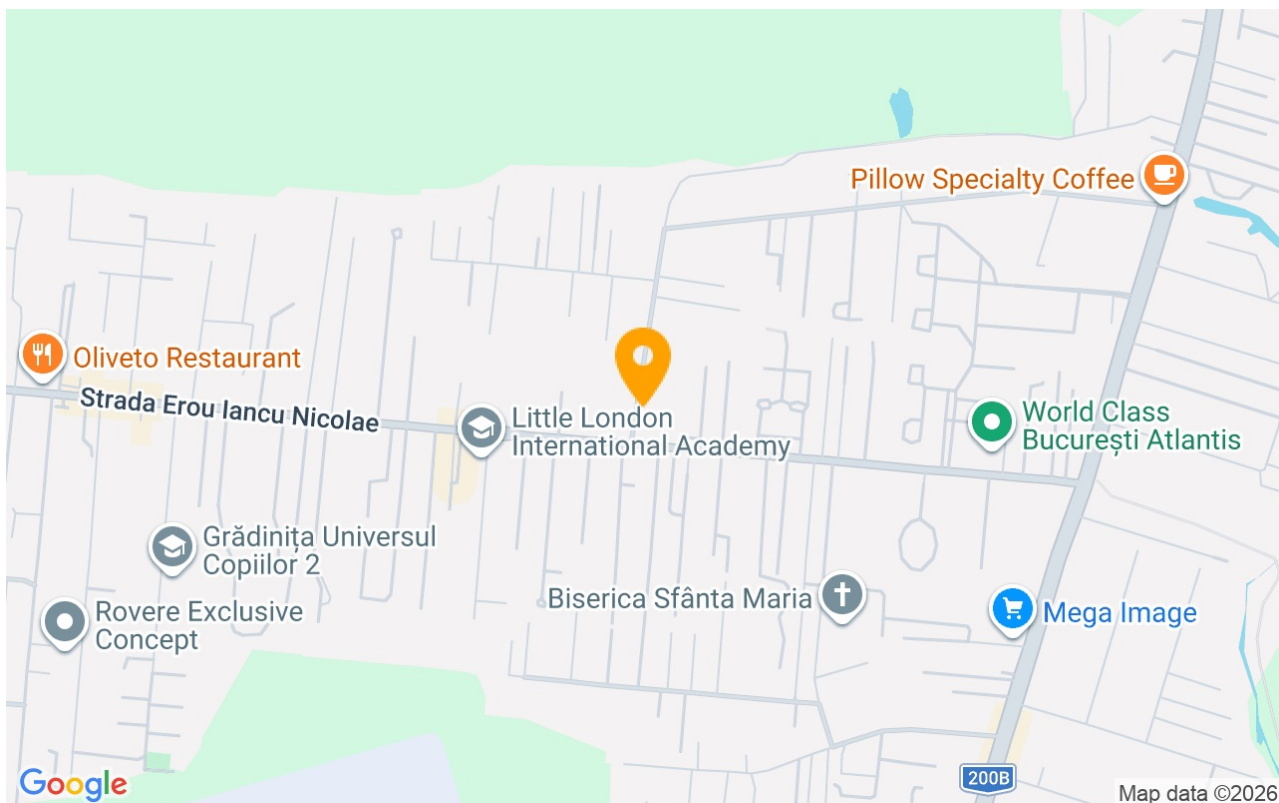 Pillow Specialty Coffee
Oliveto Restaurant
Strada Erou Iancu Nicolae
Little London
International Academy
World Class
București Atlantis
Grădinița Universul
Copiilor 2
Biserica Sfânta Maria
Rovere Exclusive
Concept
Mega Image
200B
Google
Map data ©2026